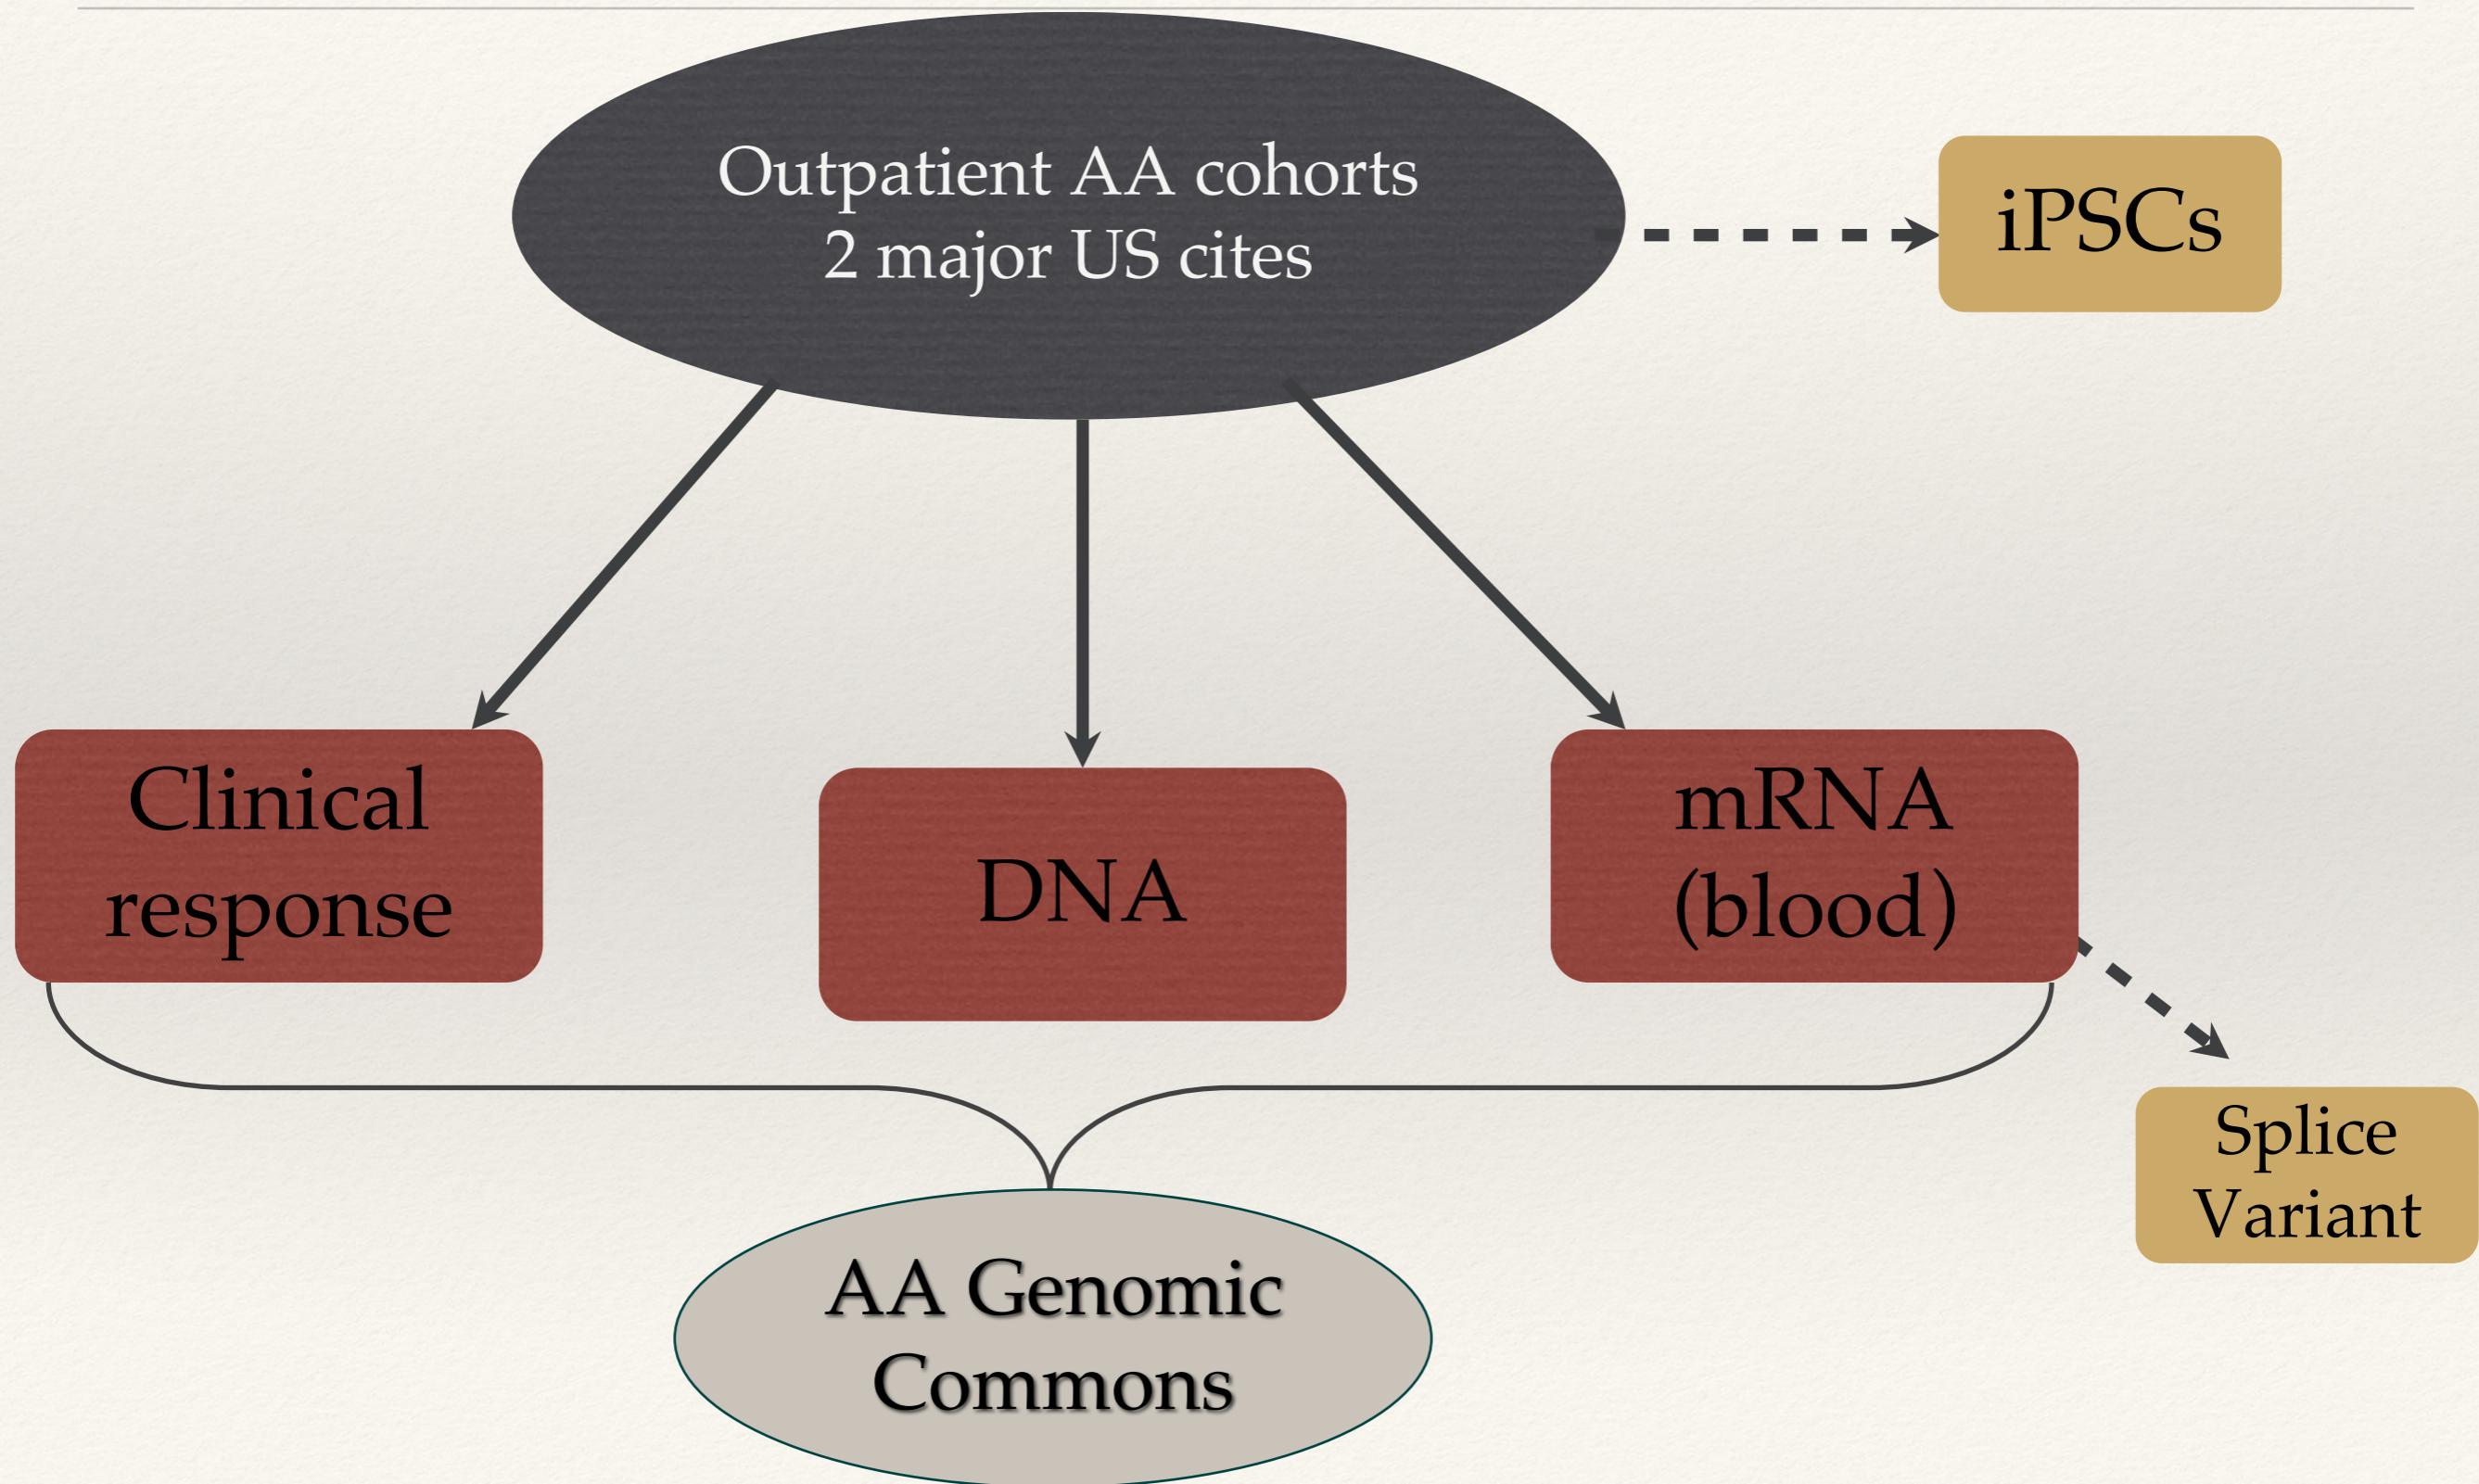 Outpatient AA cohorts
2 major US cites
iPSCs
Clinical
response
DNA
mRNA
(blood)
Splice
Variant
AA Genomic
Commons